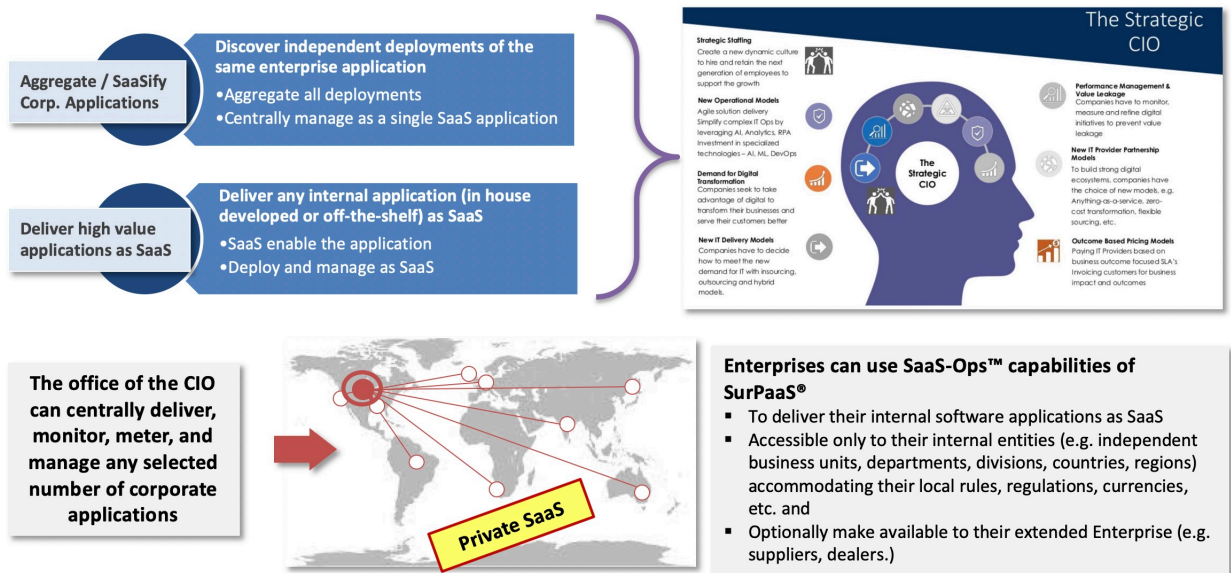 Aggregate / SaaSify
Corp. Applications
Discover independent deployments of the
same enterprise application
•Aggregate all deployments
•Centrally manage as a single SaaS application
Deliver high value
applications as SaaS
Deliver any internal application (in house
developed or off-the-shelf) as SaaS
•SaaS enable the application
•Deploy and manage as SaaS
The Strategic
CIO
Strategic Staffing
Create a new dynamic culture
to hire and retain the next
generation of employees to
support the growth
New Operational Models
Agile solution delivery
Simplify complex IT Ops by
leveraging AI, Analytics, RPA
Investment in specialized
technologies – AI, ML, DevOps
Demand for Digital
Transformation
Companies seek to take
advantage of digital to
transform their businesses and
serve their customers better
New IT Delivery Models
Companies have to decide
how to meet the new
demand for IT with insourcing,
outsourcing and hybrid
models.
The
Strategic
CIO
Performance Management &
Value Leakage
Companies have to monitor,
measure and refine digital
initiatives to prevent value
leakage
New IT Provider Partnership
Models
To build strong digital
ecosystems, companies have
the choice of new models, e.g.
Anything-as-a-service, zero-
cost transformation, flexible
sourcing, etc.
Outcome Based Pricing Models
Paying IT Providers based on
business outcome focused SLA's
Invoicing customers for business
impact and outcomes
The office of the CIO
can centrally deliver,
monitor, meter, and
manage any selected
number of corporate
applications
Private SaaS
Enterprises can use SaaS-Ops™ capabilities of
SurPaaS®
▪ To deliver their internal software applications as SaaS
▪ Accessible only to their internal entities (e.g. independent
business units, departments, divisions, countries, regions)
accommodating their local rules, regulations, currencies,
etc. and
▪ Optionally make available to their extended Enterprise (e.g.
suppliers, dealers.)